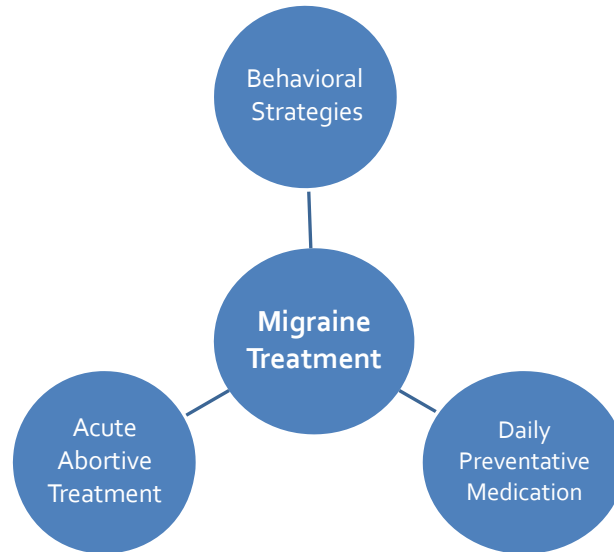 Behavioral
Strategies
Migraine
Treatment
Acute
Abortive
Treatment
Daily
Preventative
Medication